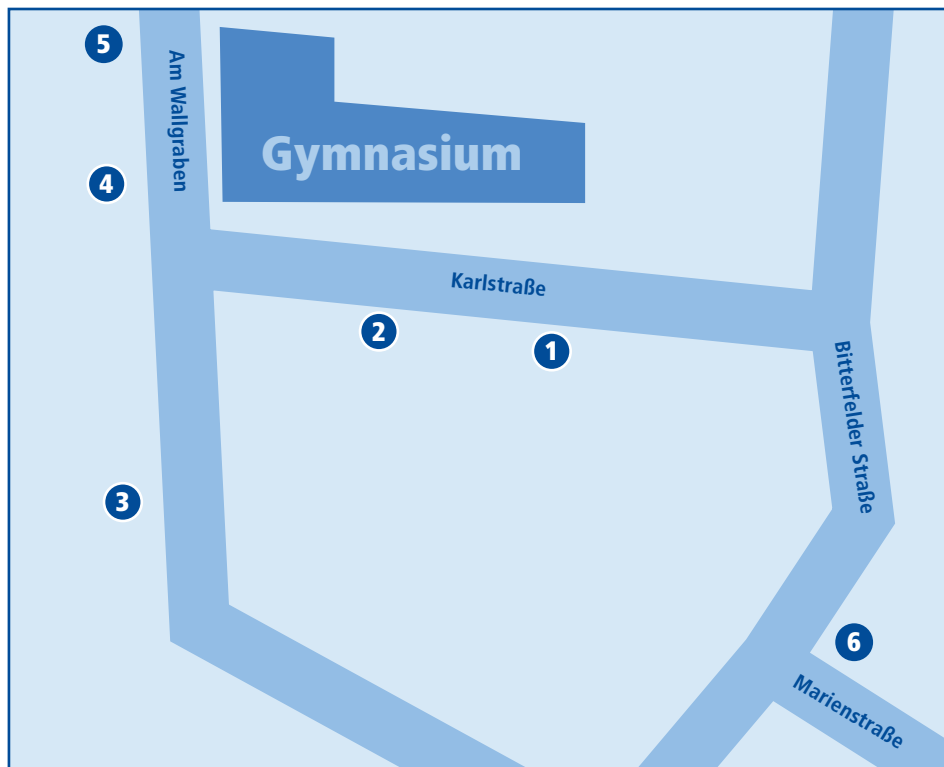 5
Am Wallgraben
Gymnasium
4
Karlstraße
2
1
Bitterfelder Straße
3
6
Marienstraße